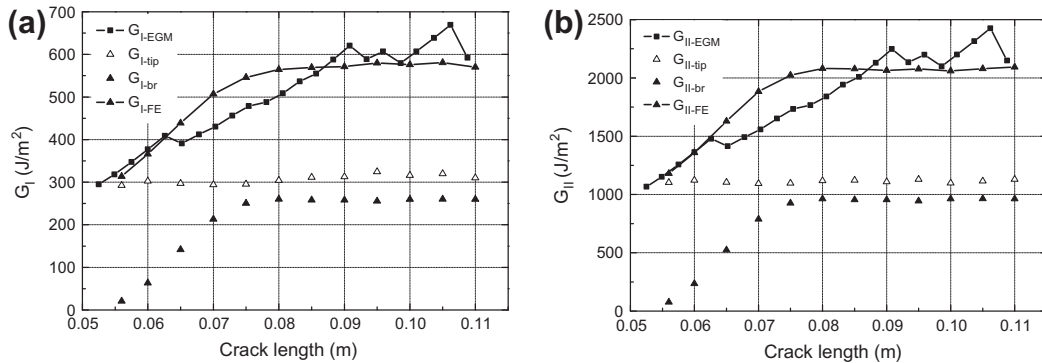 (a)
G_I (J/m²)
700
600
500
400
300
200
100
0
G_I-EGM
G_I-tip
G_I-br
G_I-FE
0.05 0.06 0.07 0.08 0.09 0.10 0.11
Crack length (m)
(b)
G_II (J/m²)
2500
2000
1500
1000
500
0
G_II-EGM
G_II-tip
G_II-br
G_II-FE
0.05 0.06 0.07 0.08 0.09 0.10 0.11
Crack length (m)